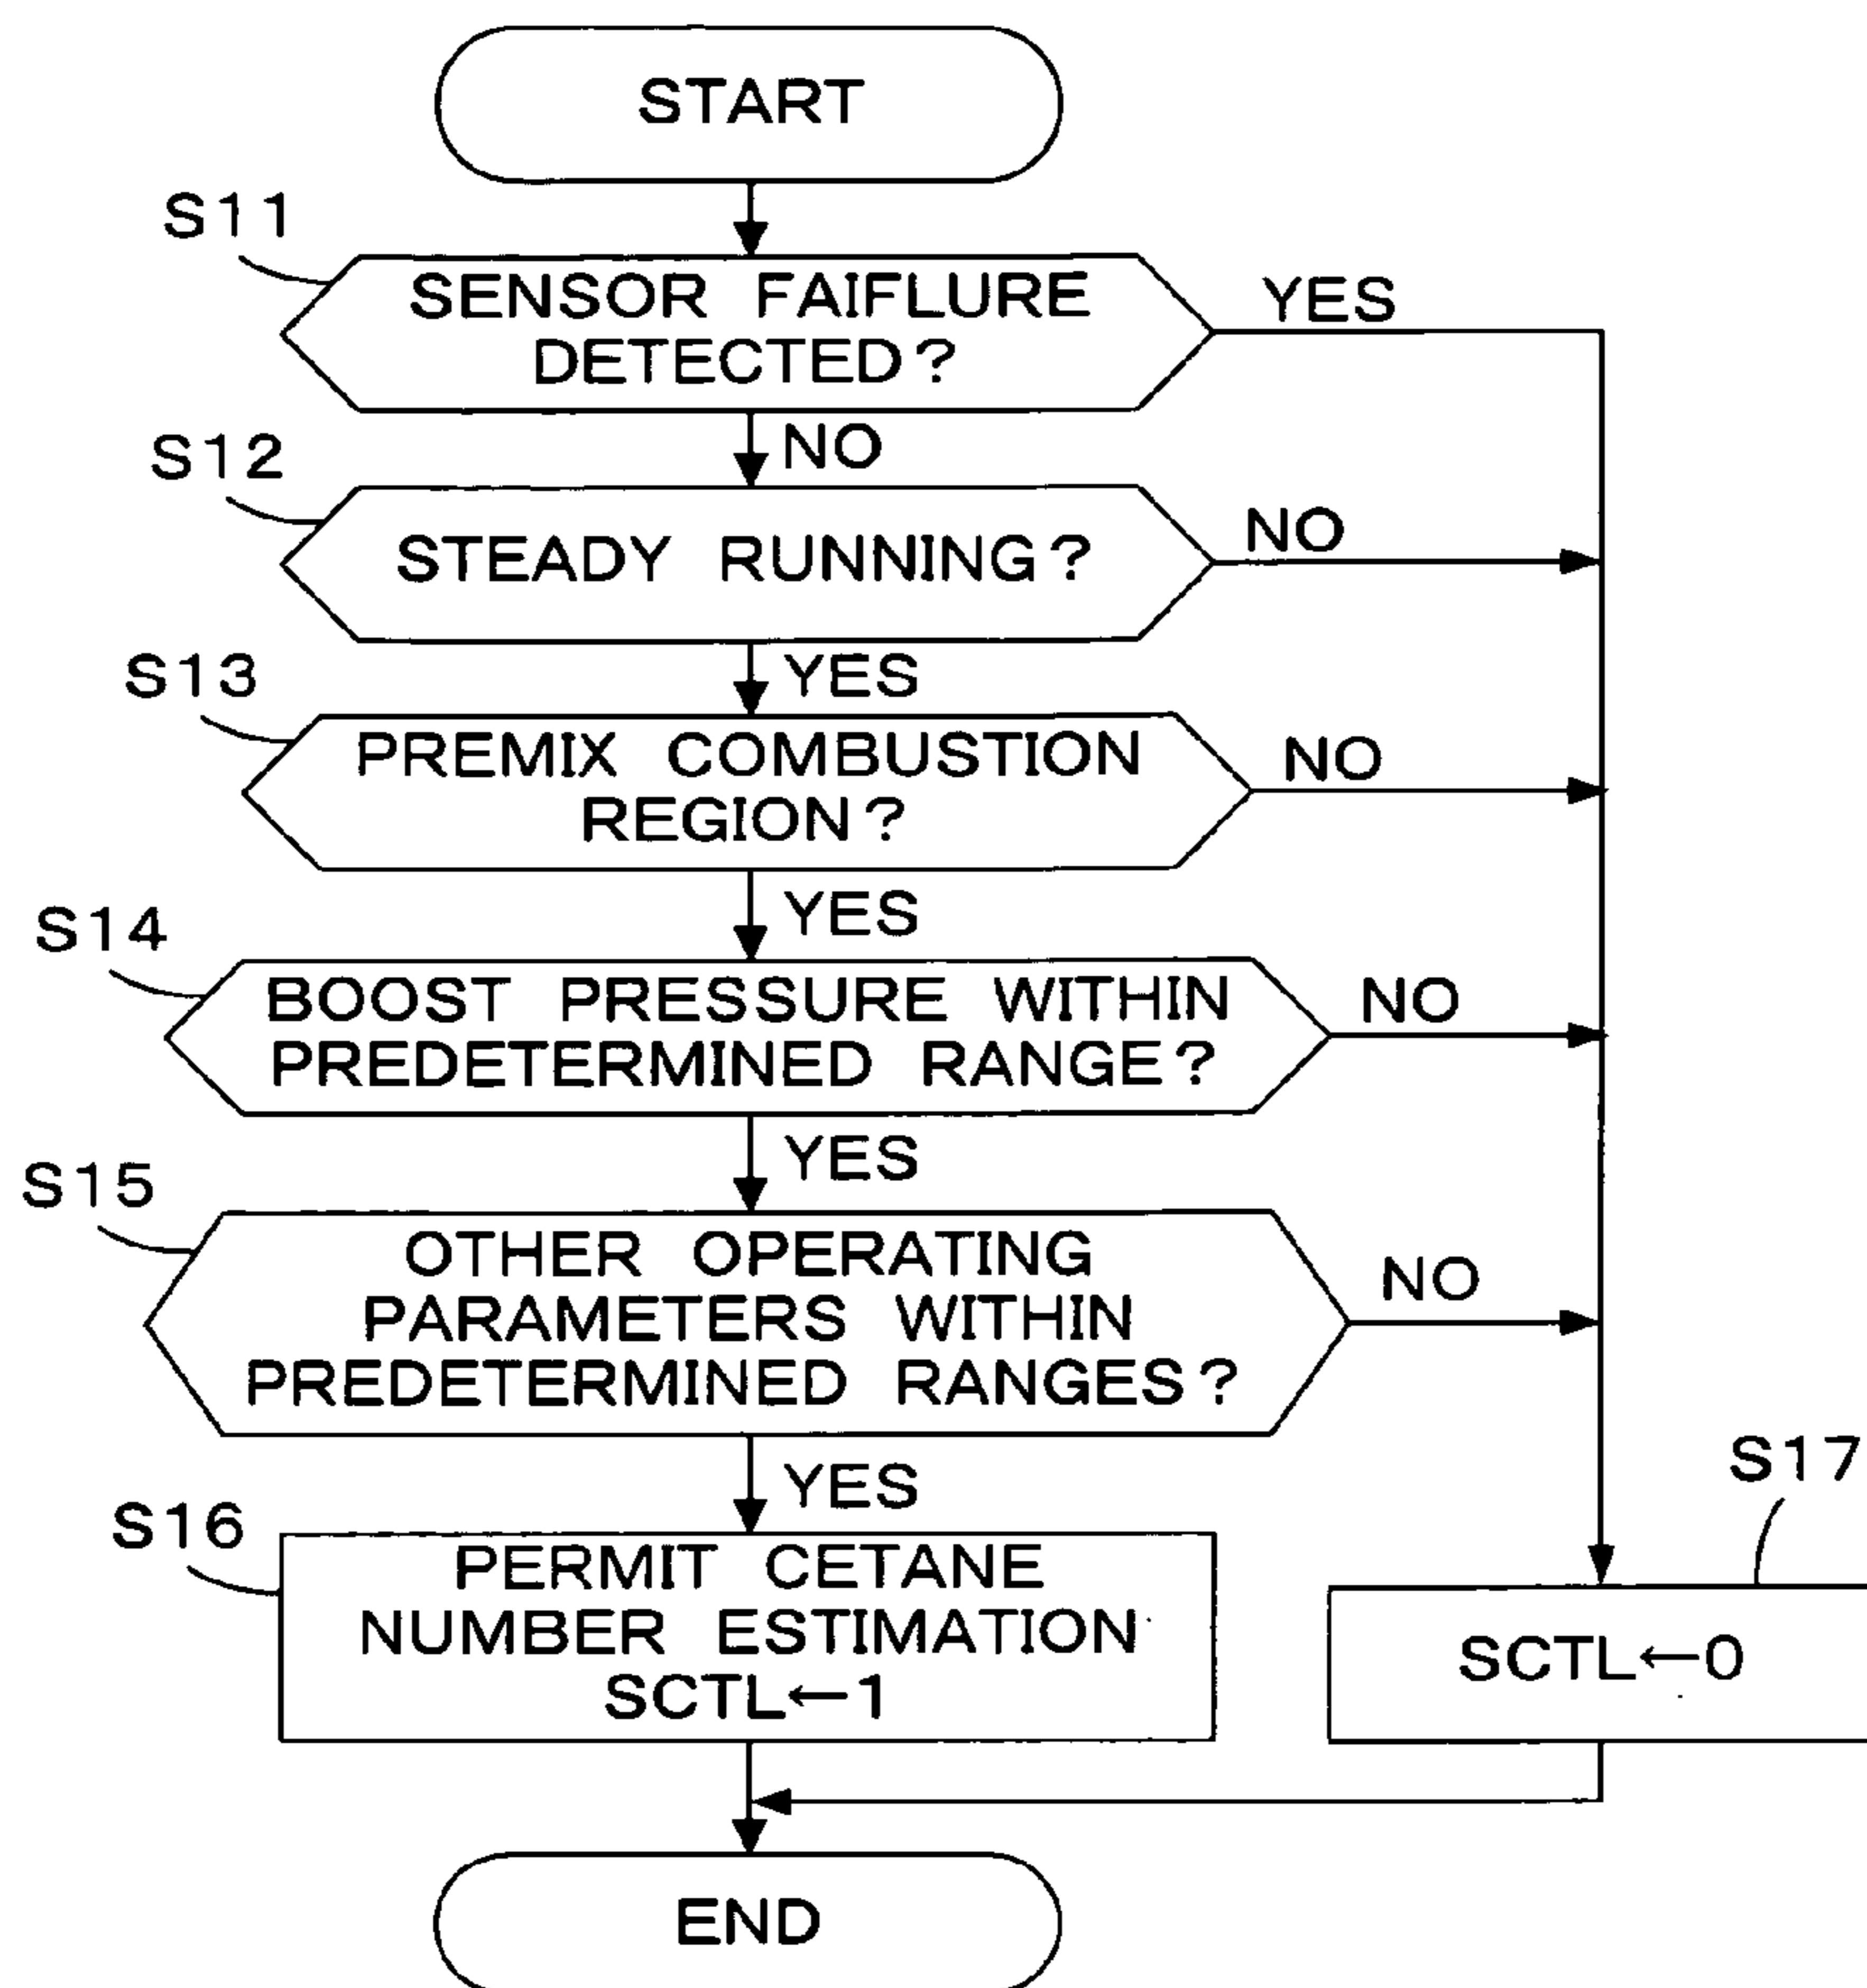 START
S11
SENSOR FAIFLURE
DETECTED?
YES
NO
S12
STEADY RUNNING?
NO
YES
S13
PREMIX COMBUSTION
REGION?
NO
YES
S14
BOOST PRESSURE WITHIN
PREDETERMINED RANGE?
NO
YES
S15
OTHER OPERATING
PARAMETERS WITHIN
PREDETERMINED RANGES?
NO
YES
S16
PERMIT CETANE
NUMBER ESTIMATION
SCTL←1
S17
SCTL←0
END